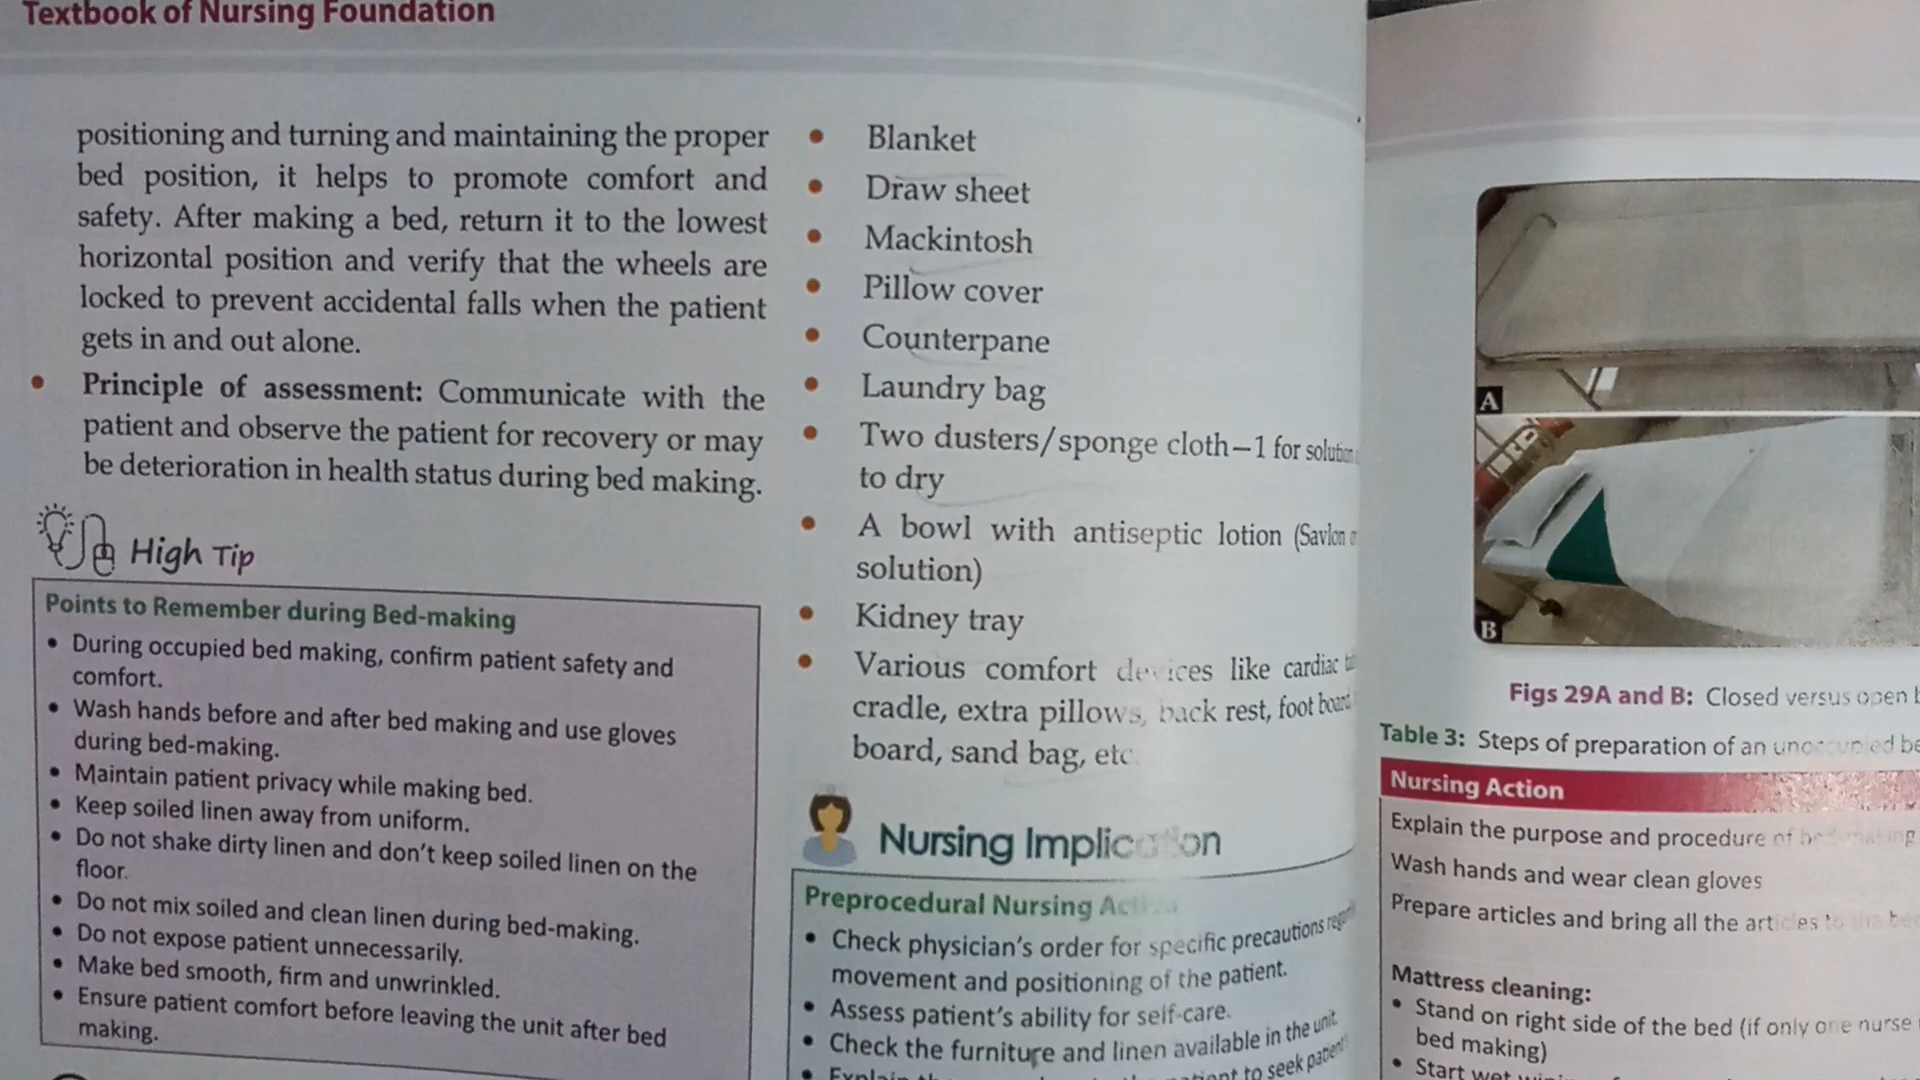 Textbook of Nursing Foundation
positioning and turning and maintaining the proper
bed position, it helps to promote comfort and
safety. After making a bed, return it to the lowest
horizontal position and verify that the wheels are
locked to prevent accidental falls when the patient
gets in and out alone.
• Principle of assessment: Communicate with the
patient and observe the patient for recovery or may
be deterioration in health status during bed making.
High Tip
Points to Remember during Bed-making
• During occupied bed making, confirm patient safety and
comfort.
• Wash hands before and after bed making and use gloves
during bed-making.
• Maintain patient privacy while making bed.
• Keep soiled linen away from uniform.
• Do not shake dirty linen and don't keep soiled linen on the
floor.
• Do not mix soiled and clean linen during bed-making.
• Do not expose patient unnecessarily.
• Make bed smooth, firm and unwrinkled.
• Ensure patient comfort before leaving the unit after bed
making.
• Blanket
• Draw sheet
• Mackintosh
• Pillow cover
• Counterpane
• Laundry bag
• Two dusters/sponge cloth–1 for solution
to dry
• A bowl with antiseptic lotion (Savlon
solution)
• Kidney tray
• Various comfort devices like cardiac
cradle, extra pillows, back rest, foot board,
board, sand bag, etc.
Nursing Implication
Preprocedural Nursing
• Check physician's order for specific precautions
movement and positioning of the patient.
• Assess patient's ability for self-care.
• Check the furniture and linen available in the unit.
• Explain
to seek
A
B
Figs 29A and B: Closed versus open
Table 3: Steps of preparation of an unoccupied
Nursing Action
Explain the purpose and procedure of
Wash hands and wear clean gloves
Prepare articles and bring all the articles to
Mattress cleaning:
• Stand on right side of the bed (if only one nurse
bed making)
• Start wet